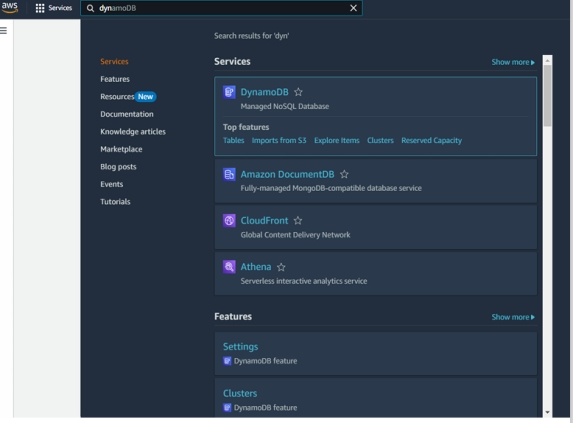 aws
Services
dynamoDB
Search results for 'dyn'
Services
Features
Resources New
Documentation
Knowledge articles
Marketplace
Blog posts
Events
Tutorials
Services
Show more
DynamoDB
Managed NoSQL Database
Top features
Tables Imports from S3 Explore Items Clusters Reserved Capacity
Amazon DocumentDB
Fully-managed MongoDB-compatible database service
CloudFront
Global Content Delivery Network
Athena
Serverless interactive analytics service
Features
Show more
Settings
DynamoDB feature
Clusters
DynamoDB feature